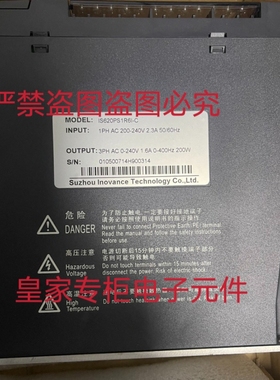 严禁盗图盗图必究
MODEL: IS620PS1R6I-C
INPUT: 1PH AC 200-240V 2.3A 50/60Hz
OUTPUT: 3PH AC 0-240V 1.6A 0-400Hz 200W
S/N: 010500714H900314
Suzhou Inovance Technology Co.,Ltd.
危险
DANGER
高压注意
Hazardous
Voltage
高温注意
High
Temperature
Never fail to connect Protective Earth(PE) terminal.
Read the manual and follow the safety instructions
before use.
Do not touch terminals within 15 minutes after
disconnect the power. Risk of electrical shock.
皇家专柜电子元件